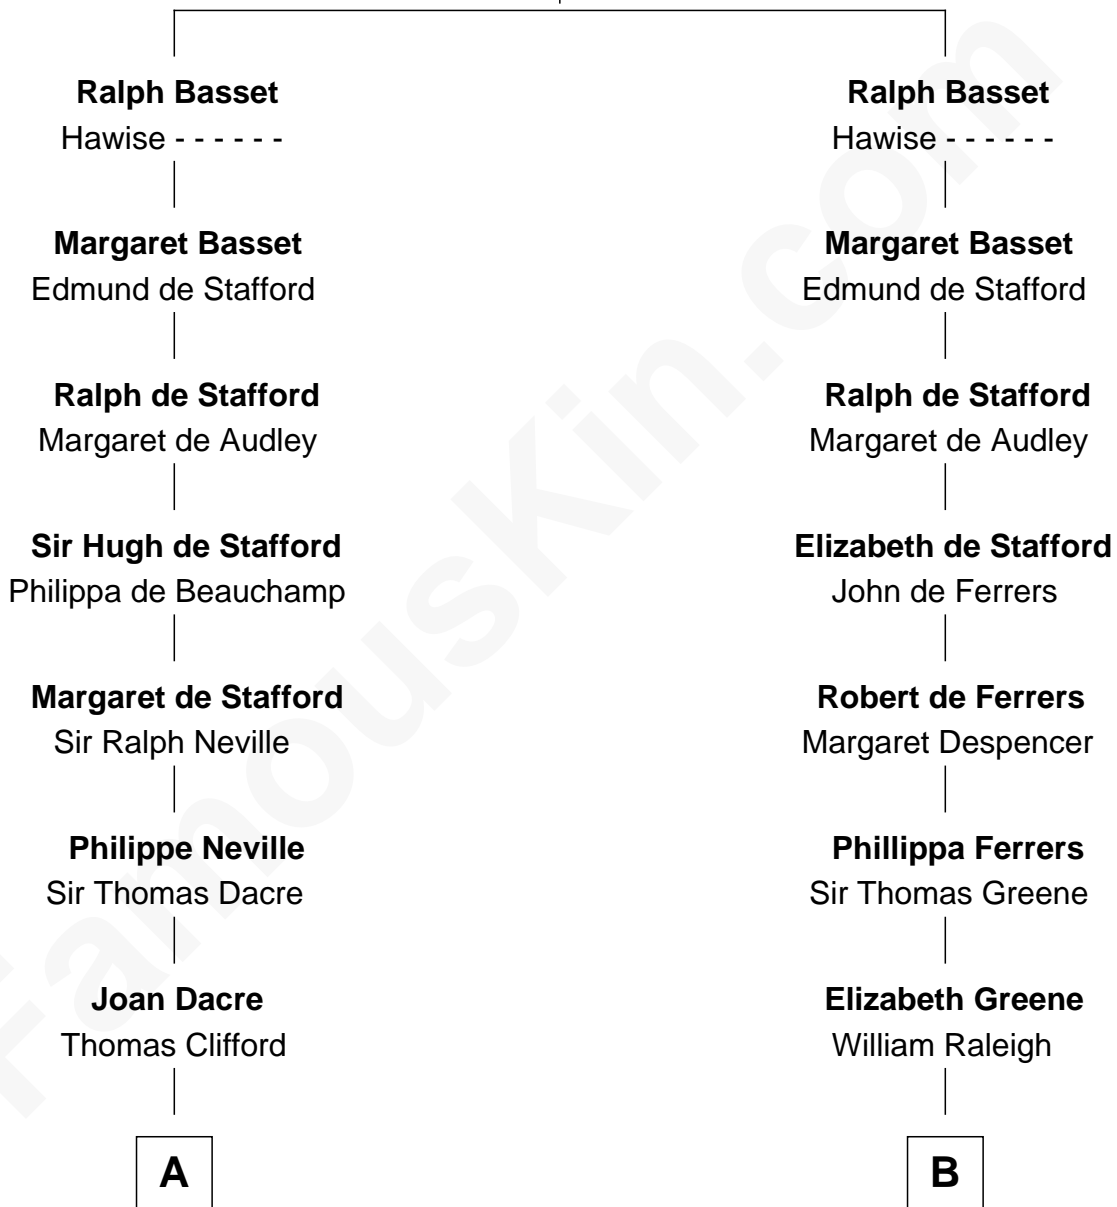 Ralph Basset
Hawise - - - - - -
Margaret Basset
Edmund de Stafford
Ralph de Stafford
Margaret de Audley
Sir Hugh de Stafford
Philippa de Beauchamp
Margaret de Stafford
Sir Ralph Neville
Philippe Neville
Sir Thomas Dacre
Joan Dacre
Thomas Clifford
A
Ralph Basset
Hawise - - - - - -
Margaret Basset
Edmund de Stafford
Ralph de Stafford
Margaret de Audley
Elizabeth de Stafford
John de Ferrers
Robert de Ferrers
Margaret Despencer
Phillippa Ferrers
Sir Thomas Greene
Elizabeth Greene
William Raleigh
B
FamousKin.com